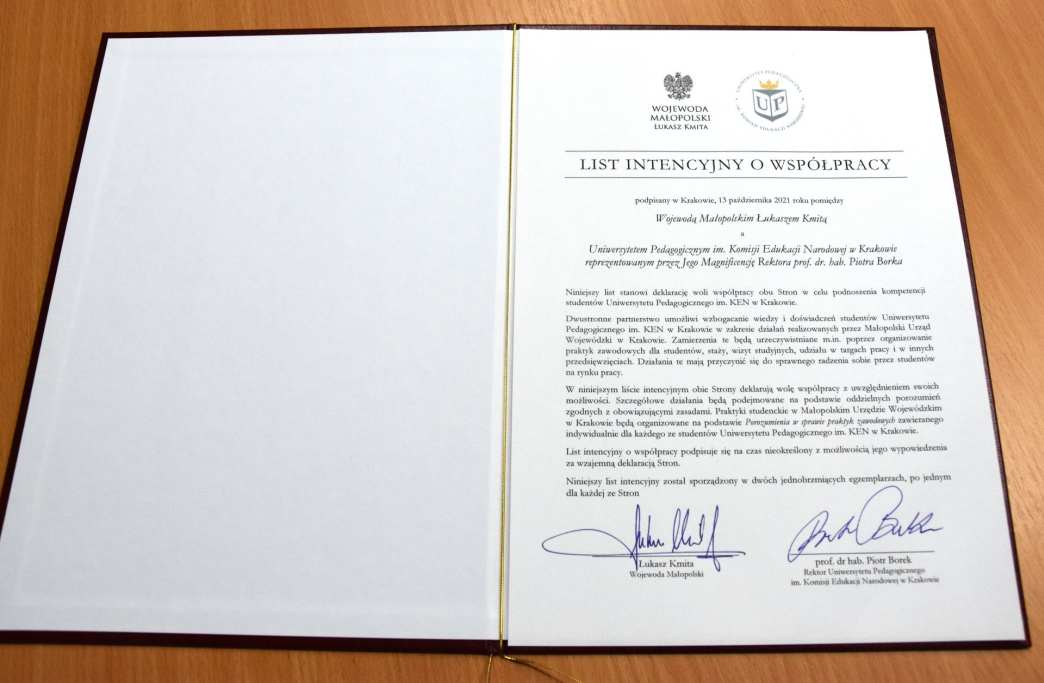 WOJEWODA
MAŁOPOLSKI
ŁUKASZ KMITA
UNIWERSYTET PEDAGOGICZNY
IM. KOMISJI EDUKACJI NARODOWEJ
UP
LIST INTENCYJNY O WSPÓŁPRACY
podpisany w Krakowie, 13 października 2021 roku pomiędzy
Wojewodą Małopolskim Łukaszem Kmitą
a
Uniwersytetem Pedagogicznym im. Komisji Edukacji Narodowej w Krakowie
reprezentowanym przez Jego Magnificencję Rektora prof. dr. hab. Piotra Borka
Niniejszy list stanowi deklarację woli współpracy obu Stron w celu podnoszenia kompetencji
studentów Uniwersytetu Pedagogicznego im. KEN w Krakowie.
Dwustronne partnerstwo umożliwi wzbogacanie wiedzy i doświadczeń studentów Uniwersytetu
Pedagogicznego im. KEN w Krakowie w zakresie działań realizowanych przez Małopolski Urząd
Wojewódzki w Krakowie. Zamierzenia te będą urzeczywistniane m.in. poprzez organizowanie
praktyk zawodowych dla studentów, staży, wizyt studyjnych, udziału w targach pracy i w innych
przedsięwzięciach. Działania te mają przyczynić się do sprawnego radzenia sobie przez studentów
na rynku pracy.
W niniejszym liście intencyjnym obie Strony deklarują wolę współpracy z uwzględnieniem swoich
możliwości. Szczegółowe działania będą podejmowane na podstawie oddzielnych porozumień
zgodnych z obowiązującymi zasadami. Praktyki studenckie w Małopolskim Urzędzie Wojewódzkim
w Krakowie będą organizowane na podstawie Porozumienia w sprawie praktyk zawodowych zawieranego
indywidualnie dla każdego ze studentów Uniwersytetu Pedagogicznego im. KEN w Krakowie.
List intencyjny o współpracy podpisuje się na czas nieokreślony z możliwością jego wypowiedzenia
za wzajemną deklaracją Stron.
Niniejszy list intencyjny został sporządzony w dwóch jednobrzmiących egzemplarzach, po jednym
dla każdej ze Stron
Łukasz Kmita
Wojewoda Małopolski
prof. dr hab. Piotr Borek
Rektor Uniwersytetu Pedagogicznego
im. Komisji Edukacji Narodowej w Krakowie